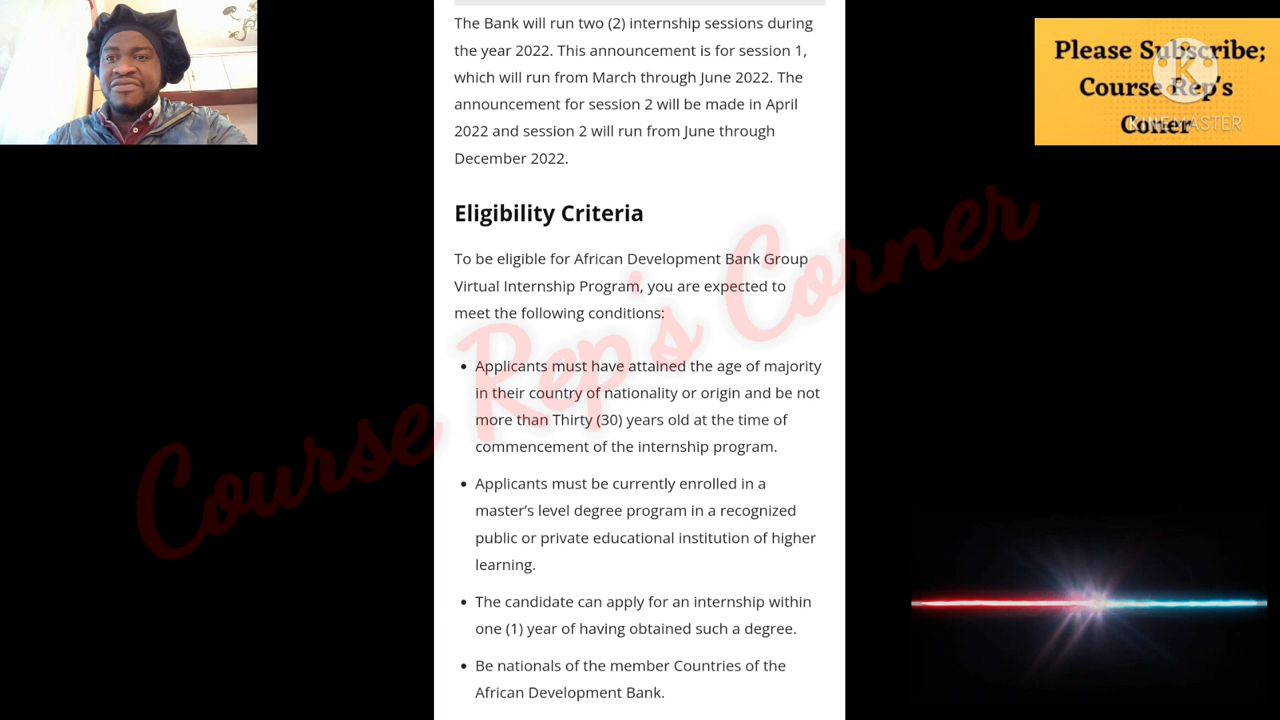 The Bank will run two (2) internship sessions during
the year 2022. This announcement is for session 1,
which will run from March through June 2022. The
announcement for session 2 will be made in April
2022 and session 2 will run from June through
December 2022.
Eligibility Criteria
To be eligible for African Development Bank Group
Virtual Internship Program, you are expected to
meet the following conditions:
• Applicants must have attained the age of majority
in their country of nationality or origin and be not
more than Thirty (30) years old at the time of
commencement of the internship program.
• Applicants must be currently enrolled in a
master’s level degree program in a recognized
public or private educational institution of higher
learning.
• The candidate can apply for an internship within
one (1) year of having obtained such a degree.
• Be nationals of the member Countries of the
African Development Bank.
Please Subscribe;
Course Rep's
Coner
K
KINEMASTER
Course Rep's Corner